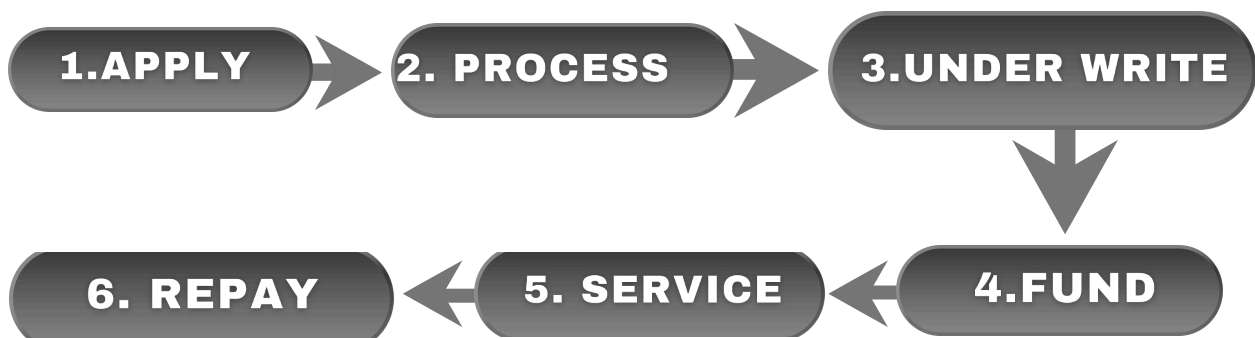 1.APPLY
2. PROCESS
3.UNDER WRITE
4.FUND
5. SERVICE
6. REPAY